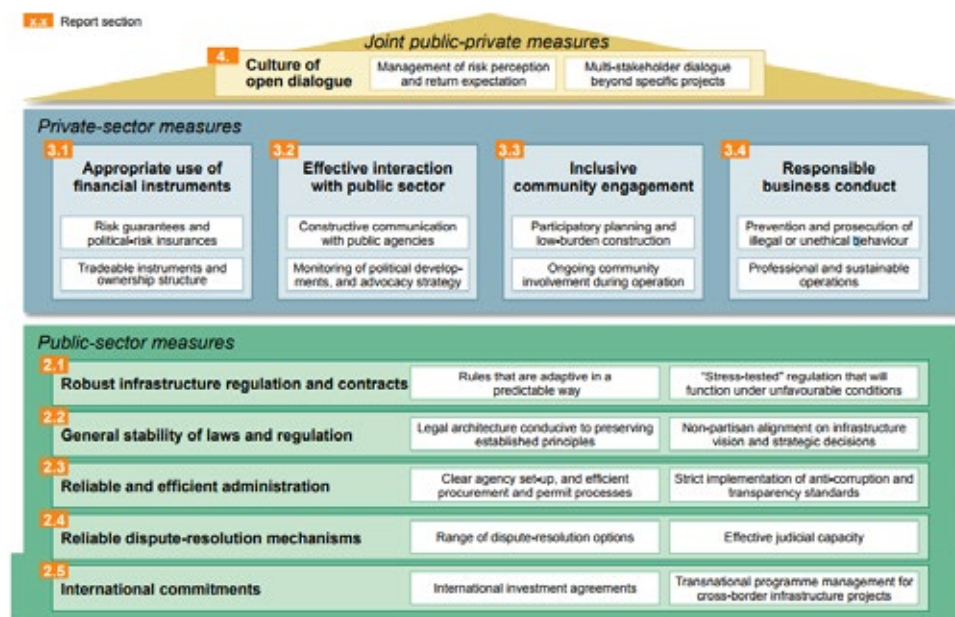 x.x Report section
Joint public-private measures
4.
Culture of
open dialogue
Management of risk perception
and return expectation
Multi-stakeholder dialogue
beyond specific projects
Private-sector measures
3.1
Appropriate use of
financial instruments
Risk guarantees and
political-risk insurances
Tradeable instruments and
ownership structure
3.2
Effective interaction
with public sector
Constructive communication
with public agencies
Monitoring of political develop-
ments, and advocacy strategy
3.3
Inclusive
community engagement
Participatory planning and
low-burden construction
Ongoing community
involvement during operation
3.4
Responsible
business conduct
Prevention and prosecution of
illegal or unethical behaviour
Professional and sustainable
operations
Public-sector measures
2.1
Robust infrastructure regulation and contracts
Rules that are adaptive in a
predictable way
"Stress-tested" regulation that will
function under unfavourable conditions
2.2
General stability of laws and regulation
Legal architecture conducive to preserving
established principles
Non-partisan alignment on infrastructure
vision and strategic decisions
2.3
Reliable and efficient administration
Clear agency set-up, and efficient
procurement and permit processes
Strict implementation of anti-corruption and
transparency standards
2.4
Reliable dispute-resolution mechanisms
Range of dispute-resolution options
Effective judicial capacity
2.5
International commitments
International investment agreements
Transnational programme management for
cross-border infrastructure projects